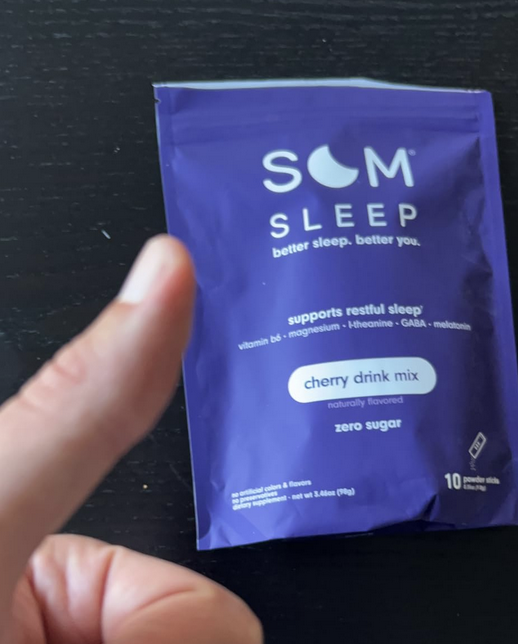 SOM®
SLEEP
better sleep. better you.
supports restful sleep*
vitamin b6 - magnesium - l-theanine - GABA - melatonin
cherry drink mix
naturally flavored
zero sugar
no artificial colors & flavors
no preservatives
dietary supplement - net wt 3.46oz (98g)
10 powder sticks